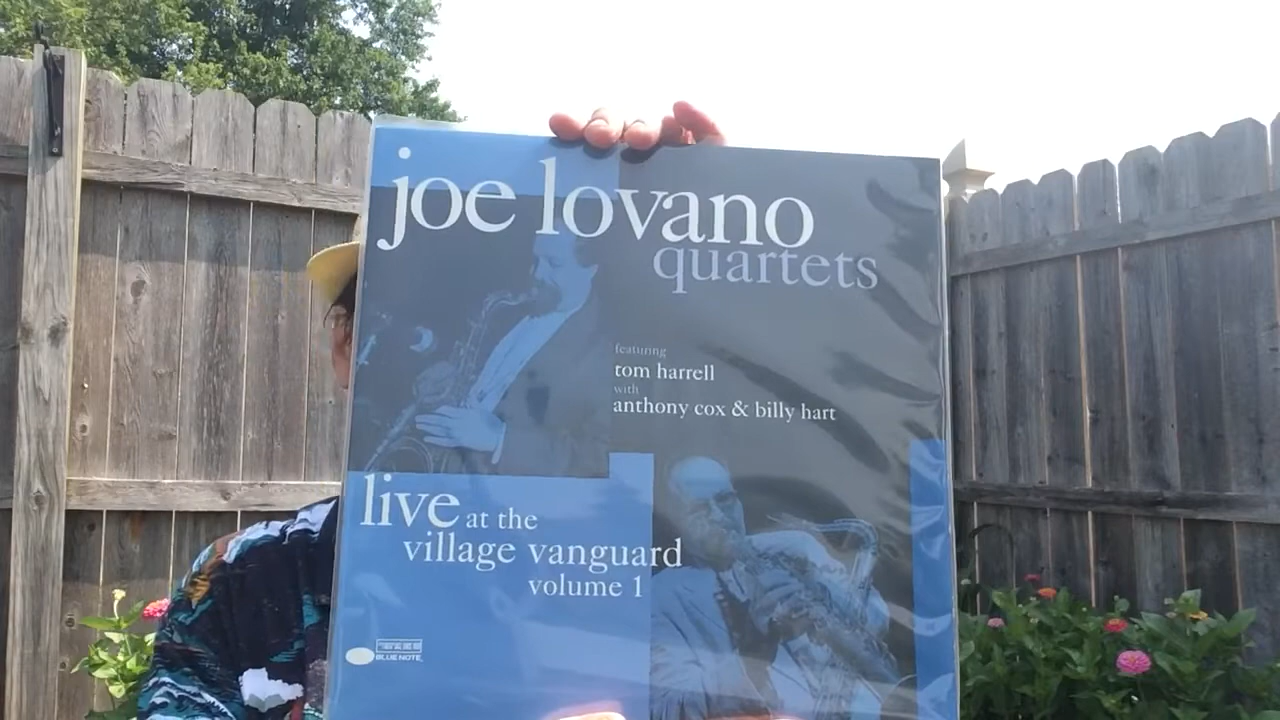 joe lovano
quartets
featuring
tom harrell
with
anthony cox & billy hart
live at the
village vanguard
volume 1
BLUE NOTE